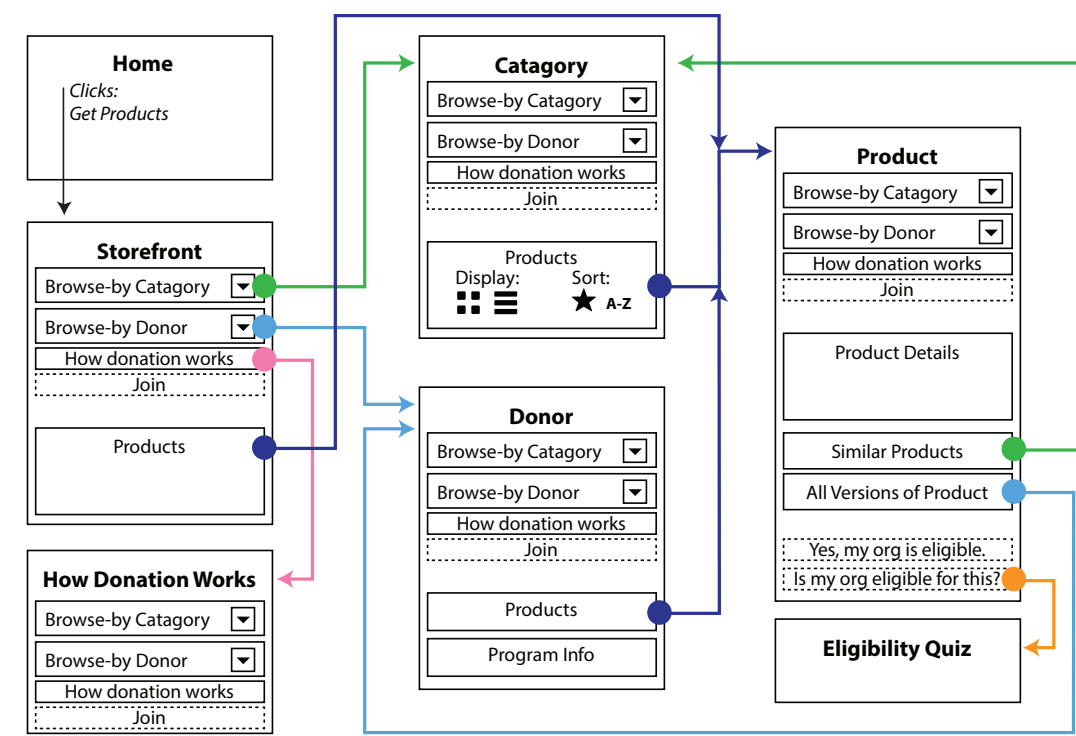 Home
Clicks:
Get Products
Storefront
Browse-by Catagory
Browse-by Donor
How donation works
Join
Products
How Donation Works
Browse-by Catagory
Browse-by Donor
How donation works
Join
Catagory
Browse-by Catagory
Browse-by Donor
How donation works
Join
Products
Display: Sort:
A-Z
Donor
Browse-by Catagory
Browse-by Donor
How donation works
Join
Products
Program Info
Product
Browse-by Catagory
Browse-by Donor
How donation works
Join
Product Details
Similar Products
All Versions of Product
Yes, my org is eligible.
Is my org eligible for this?
Eligibility Quiz